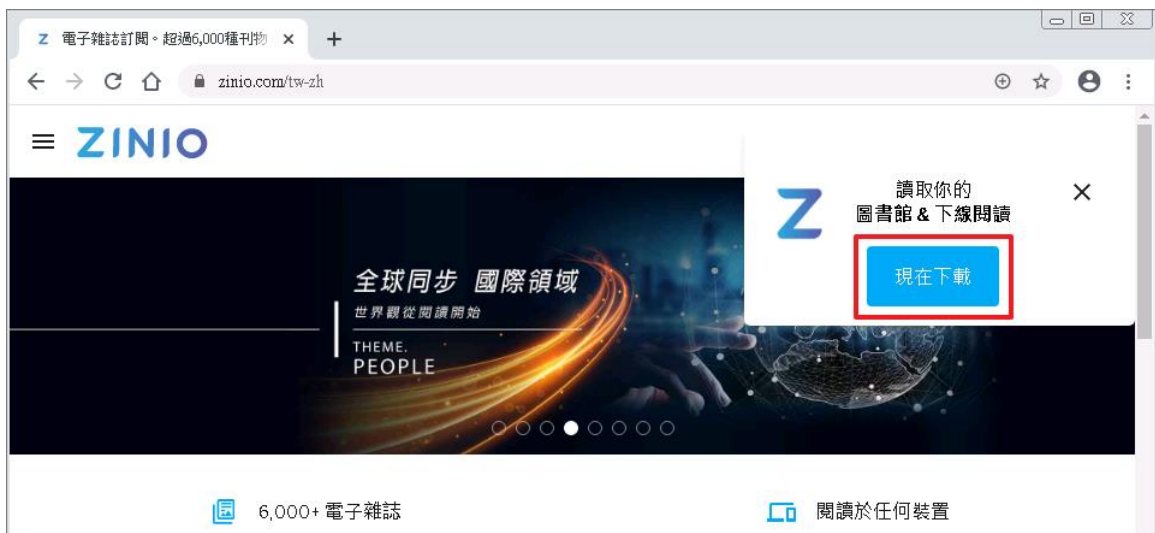 Z 電子雜誌訂閱。超過6,000種刊物
zinio.com/tw-zh
ZINIO
讀取你的
圖書館 & 下線閱讀
現在下載
全球同步 國際領域
世界觀從閱讀開始
THEME.
PEOPLE
6,000+ 電子雜誌
閱讀於任何裝置